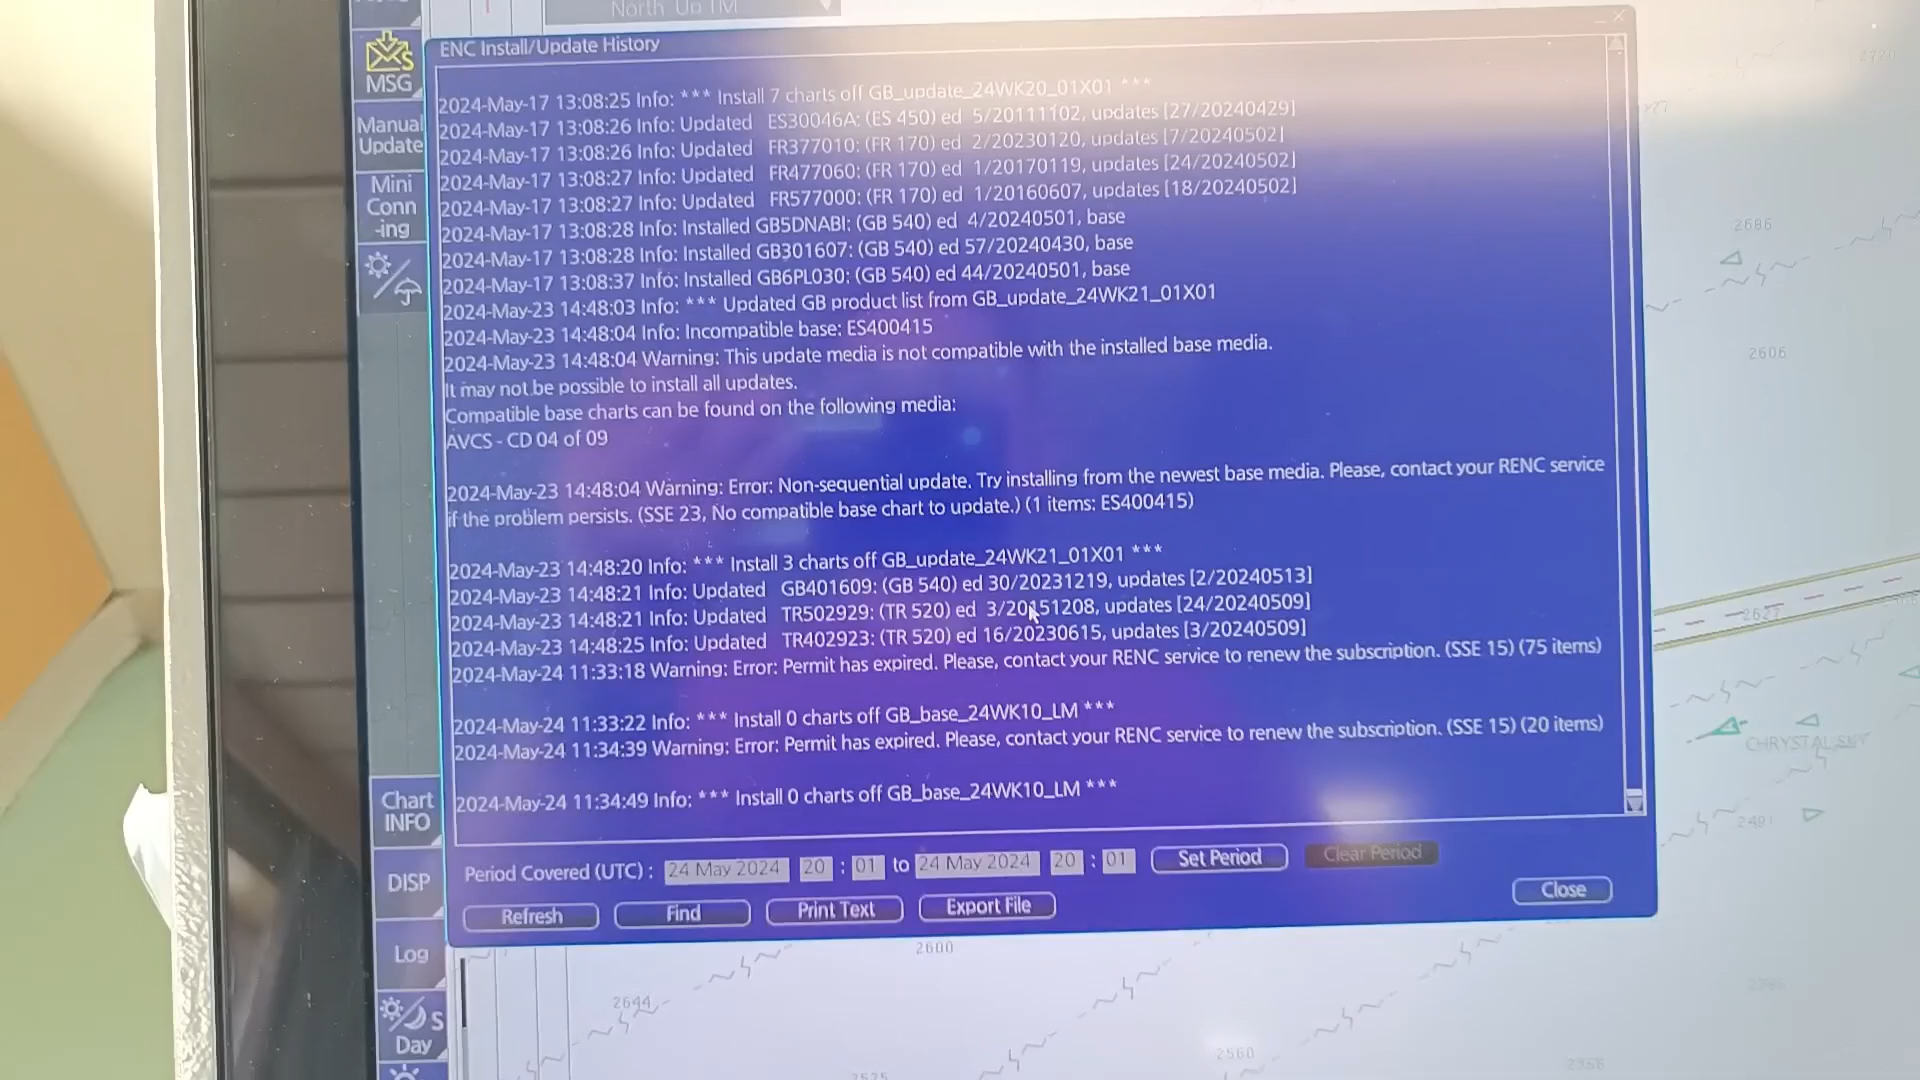 North Up TM
ENC Install/Update History
MSG
Manual
Update
Mini
Conn
-ing
2024-May-17 13:08:25 Info: *** Install 7 charts off GB_update_24WK20_01X01 ***
2024-May-17 13:08:26 Info: Updated ES30046A: (ES 450) ed 5/20111102, updates [27/20240429]
2024-May-17 13:08:26 Info: Updated FR377010: (FR 170) ed 2/20230120, updates [7/20240502]
2024-May-17 13:08:27 Info: Updated FR477060: (FR 170) ed 1/20170119, updates [24/20240502]
2024-May-17 13:08:27 Info: Updated FR577000: (FR 170) ed 1/20160607, updates [18/20240502]
2024-May-17 13:08:28 Info: Installed GB5DNABI: (GB 540) ed 4/20240501, base
2024-May-17 13:08:28 Info: Installed GB301607: (GB 540) ed 57/20240430, base
2024-May-17 13:08:37 Info: Installed GB6PL030: (GB 540) ed 44/20240501, base
2024-May-23 14:48:03 Info: *** Updated GB product list from GB_update_24WK21_01X01
2024-May-23 14:48:04 Info: Incompatible base: ES400415
2024-May-23 14:48:04 Warning: This update media is not compatible with the installed base media.
It may not be possible to install all updates.
Compatible base charts can be found on the following media:
AVCS - CD 04 of 09
2024-May-23 14:48:04 Warning: Error: Non-sequential update. Try installing from the newest base media. Please, contact your RENC service
if the problem persists. (SSE 23, No compatible base chart to update.) (1 items: ES400415)
2024-May-23 14:48:20 Info: *** Install 3 charts off GB_update_24WK21_01X01 ***
2024-May-23 14:48:21 Info: Updated GB401609: (GB 540) ed 30/20231219, updates [2/20240513]
2024-May-23 14:48:21 Info: Updated TR502929: (TR 520) ed 3/20151208, updates [24/20240509]
2024-May-23 14:48:25 Info: Updated TR402923: (TR 520) ed 16/20230615, updates [3/20240509]
2024-May-24 11:33:18 Warning: Error: Permit has expired. Please, contact your RENC service to renew the subscription. (SSE 15) (75 items)
2024-May-24 11:33:22 Info: *** Install 0 charts off GB_base_24WK10_LM ***
2024-May-24 11:34:39 Warning: Error: Permit has expired. Please, contact your RENC service to renew the subscription. (SSE 15) (20 items)
2024-May-24 11:34:49 Info: *** Install 0 charts off GB_base_24WK10_LM ***
Period Covered (UTC) : 24 May 2024 20 : 01 to 24 May 2024 20 : 01 Set Period Clear Period
Refresh Find Print Text Export File Close
Chart
INFO
DISP
Log
S
Day
2686
2606
2627
2491
2600
2644
2560